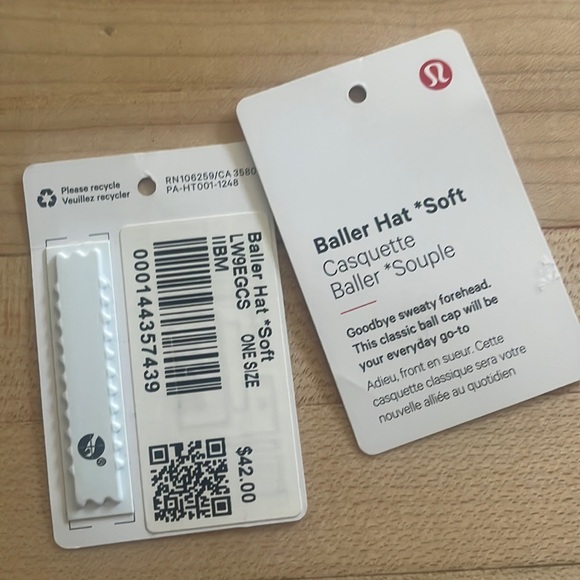 Please recycle
Veuillez recycler
RN106259/CA 3580
PA-HT001-1248
Baller Hat *Soft
LW9EGCS ONE SIZE
IIBM
000144357439
$42.00
®
Baller Hat *Soft
Casquette
Baller *Souple
Goodbye sweaty forehead.
This classic ball cap will be
your everyday go-to
Adieu, front en sueur. Cette
casquette classique sera votre
nouvelle alliée au quotidien